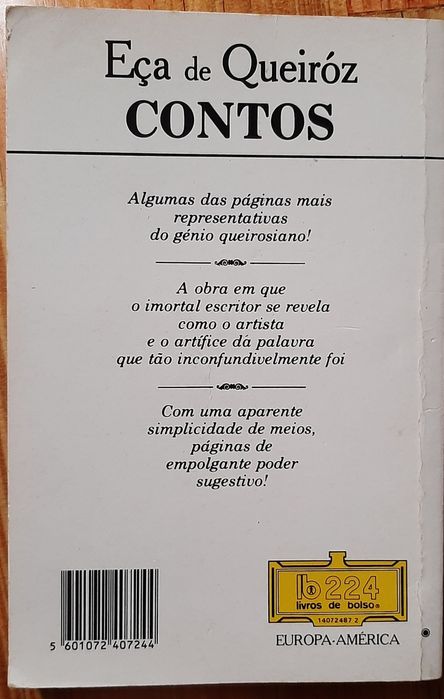 Eça de Queiróz
CONTOS
Algumas das páginas mais
representativas
do génio queirosiano!
A obra em que
o imortal escritor se revela
como o artista
e o artífice da palavra
que tão inconfundivelmente foi
Com uma aparente
simplicidade de meios,
páginas de
empolgante poder
sugestivo!
lb 224
livros de bolso®
14072487 2
5 601072 407244
EUROPA-AMÉRICA